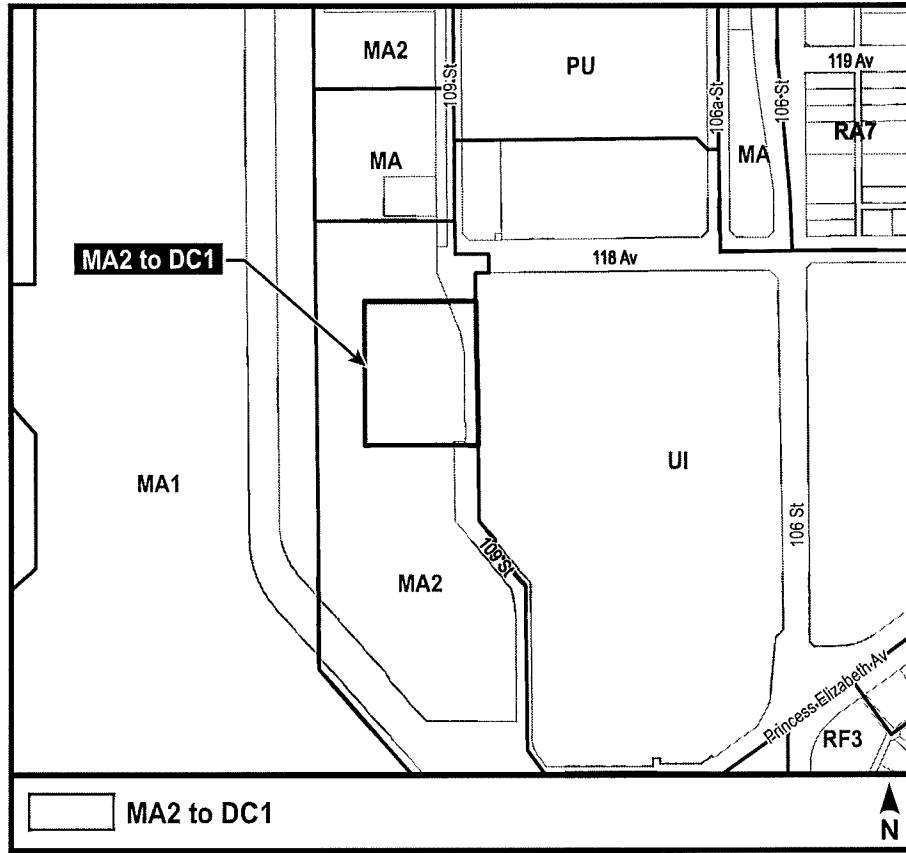 MA2
109 St
PU
106a St
106 St
119 Av
MA
MA
RA7
MA2 to DC1
118 Av
MA1
UI
106 St
109 St
MA2
Princess Elizabeth Av
RF3
MA2 to DC1
N